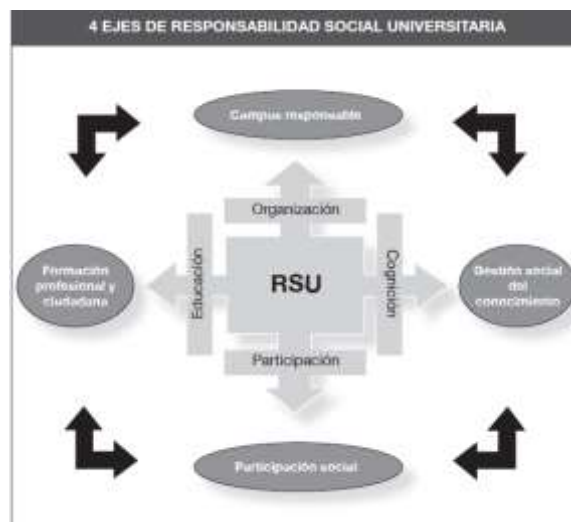 4 EJES DE RESPONSABILIDAD SOCIAL UNIVERSITARIA
Campus responsable
Organización
Formación
profesional y
ciudadana
Educación
RSU
Cognición
Gestión social
del
conocimiento
Participación
Participación social